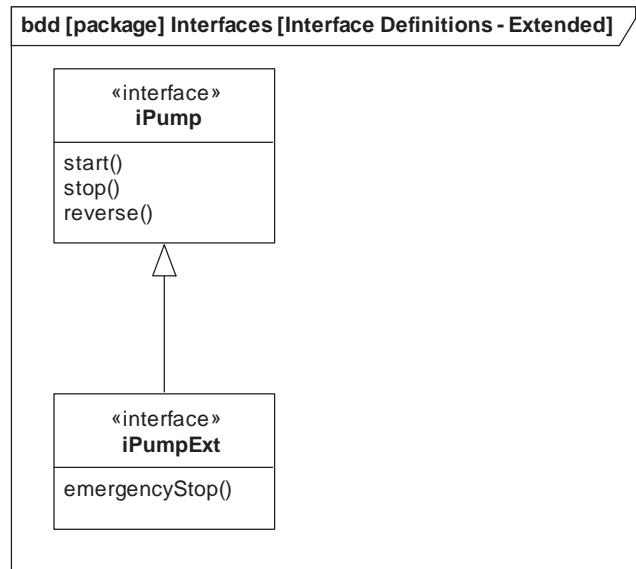 bdd [package] Interfaces [Interface Definitions - Extended]
«interface»
iPump
start()
stop()
reverse()
«interface»
iPumpExt
emergencyStop()